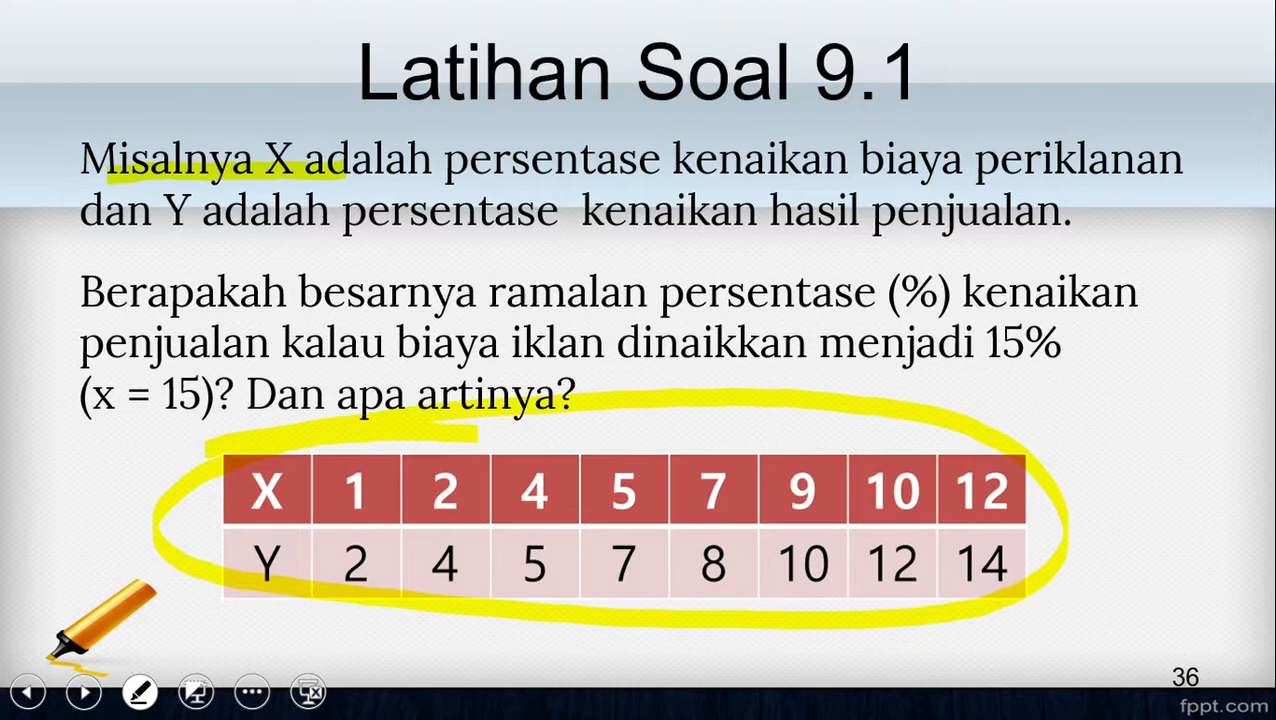 Latihan Soal 9.1
Misalnya X adalah persentase kenaikan biaya periklanan
dan Y adalah persentase kenaikan hasil penjualan.
Berapakah besarnya ramalan persentase (%) kenaikan
penjualan kalau biaya iklan dinaikkan menjadi 15%
(x = 15)? Dan apa artinya?
X 1 2 4 5 7 9 10 12
Y 2 4 5 7 8 10 12 14
36
fppt.com